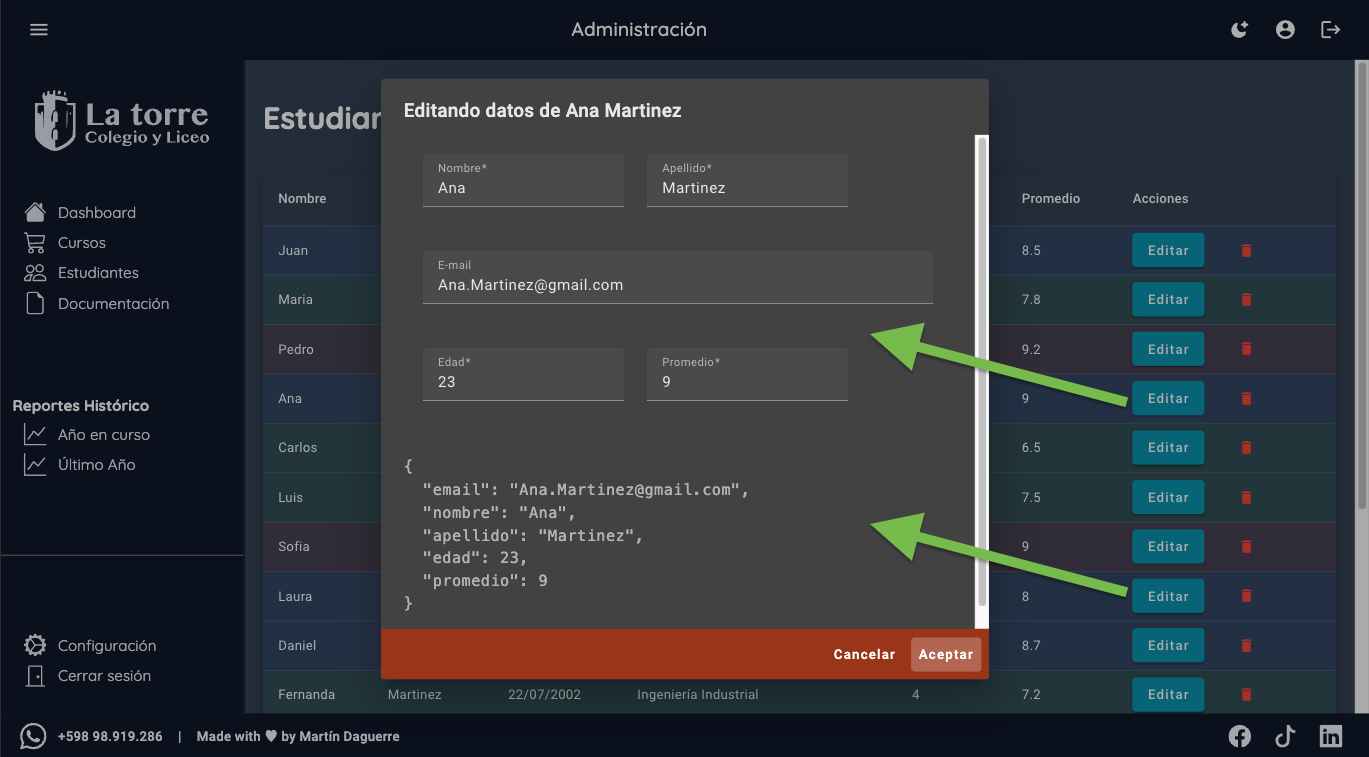 Administración
La torre
Colegio y Liceo
Dashboard
Cursos
Estudiantes
Documentación
Reportes Histórico
Año en curso
Último Año
Configuración
Cerrar sesión
Nombre Promedio Acciones
Juan 8.5 Editar
Maria 7.8 Editar
Pedro 9.2 Editar
Ana 9 Editar
Carlos 6.5 Editar
Luis 7.5 Editar
Sofia 9 Editar
Laura 8 Editar
Daniel 8.7 Editar
Fernanda Martinez 22/07/2002 Ingeniería Industrial 4 7.2 Editar
Editando datos de Ana Martinez
Nombre* Apellido*
Ana Martinez
E-mail
Ana.Martinez@gmail.com
Edad* Promedio*
23 9
{
"email": "Ana.Martinez@gmail.com",
"nombre": "Ana",
"apellido": "Martinez",
"edad": 23,
"promedio": 9
}
Cancelar Aceptar
+598 98.919.286 | Made with ♥ by Martín Daguerre